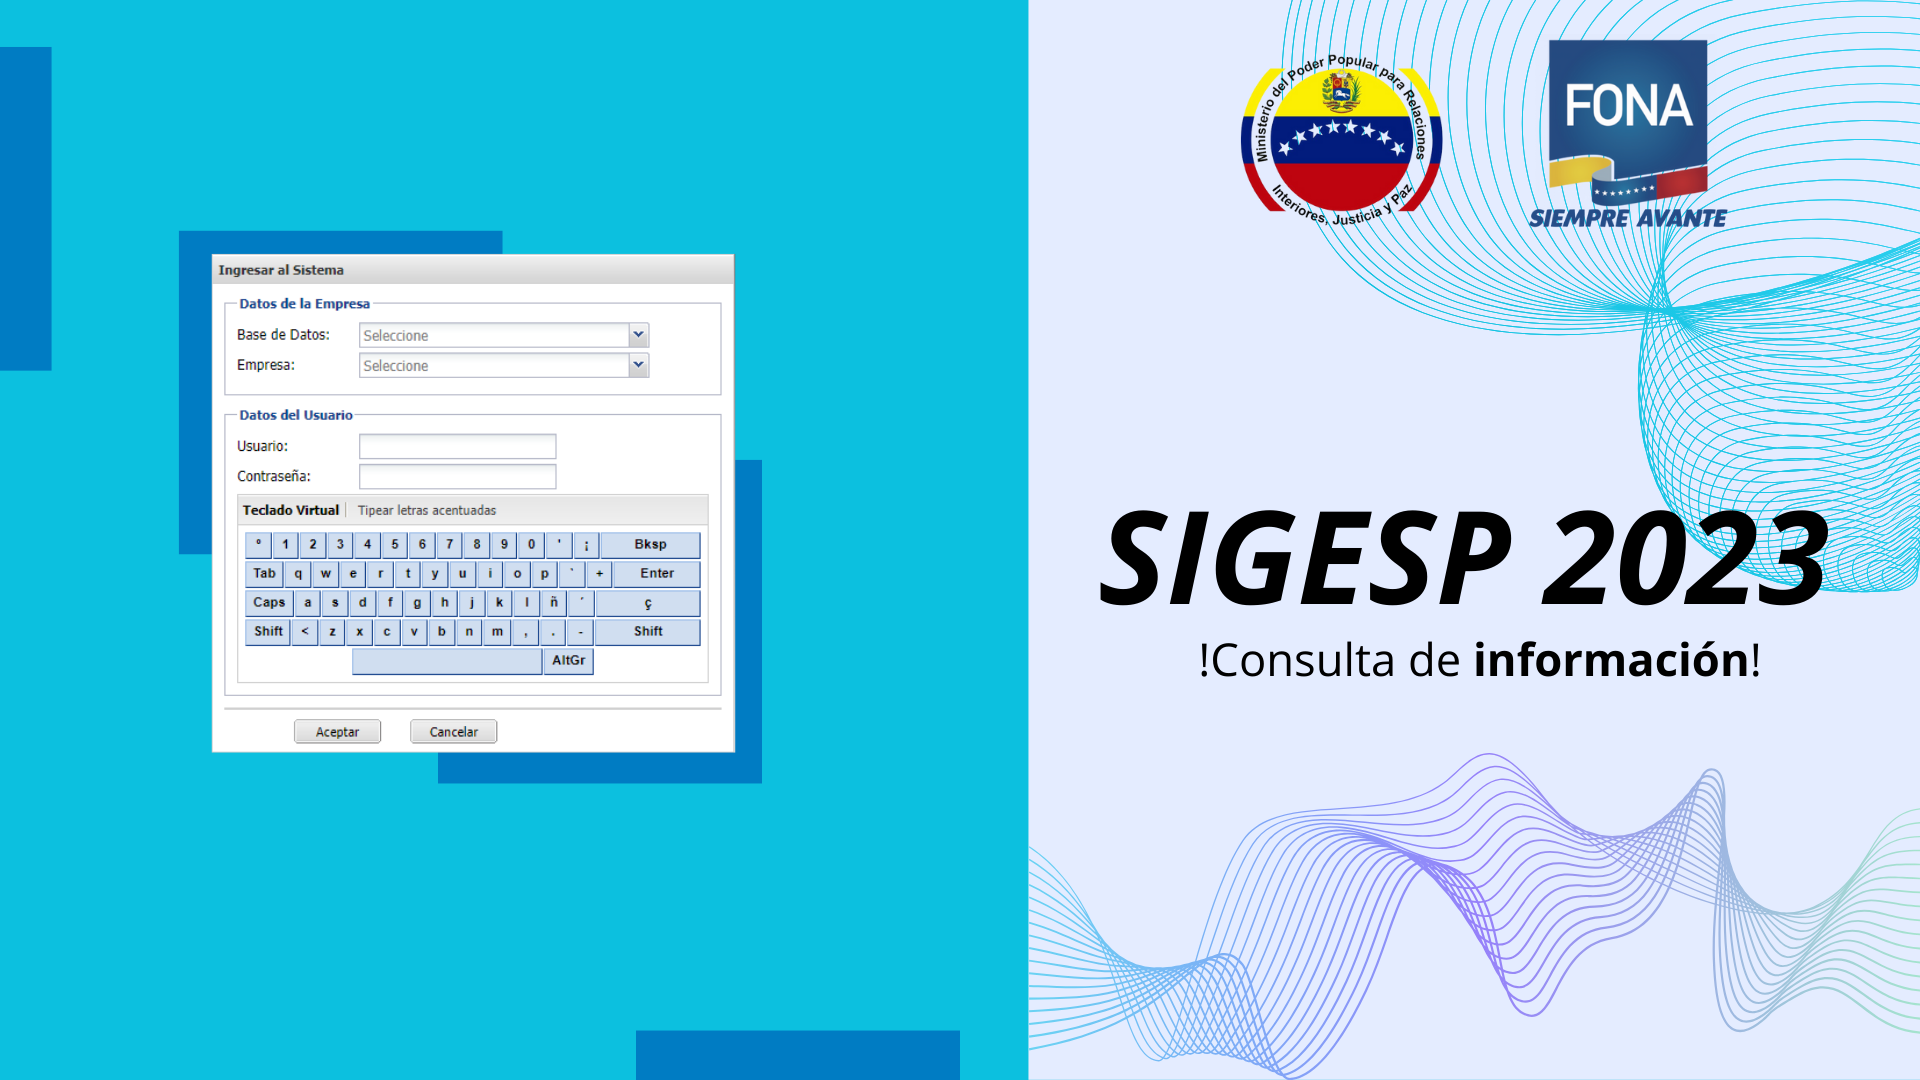 Ingresar al Sistema
Datos de la Empresa
Base de Datos: Seleccione
Empresa: Seleccione
Datos del Usuario
Usuario:
Contraseña:
Teclado Virtual Tipear letras acentuadas
º 1 2 3 4 5 6 7 8 9 0 ' ¡ Bksp
Tab q w e r t y u i o p ` + Enter
Caps a s d f g h j k l ñ ´ ç
Shift < z x c v b n m , . - Shift
AltGr
Aceptar Cancelar
Ministerio del Poder Popular para Relaciones
Interiores, Justicia y Paz
FONA
SIEMPRE AVANTE
SIGESP 2023
!Consulta de información!